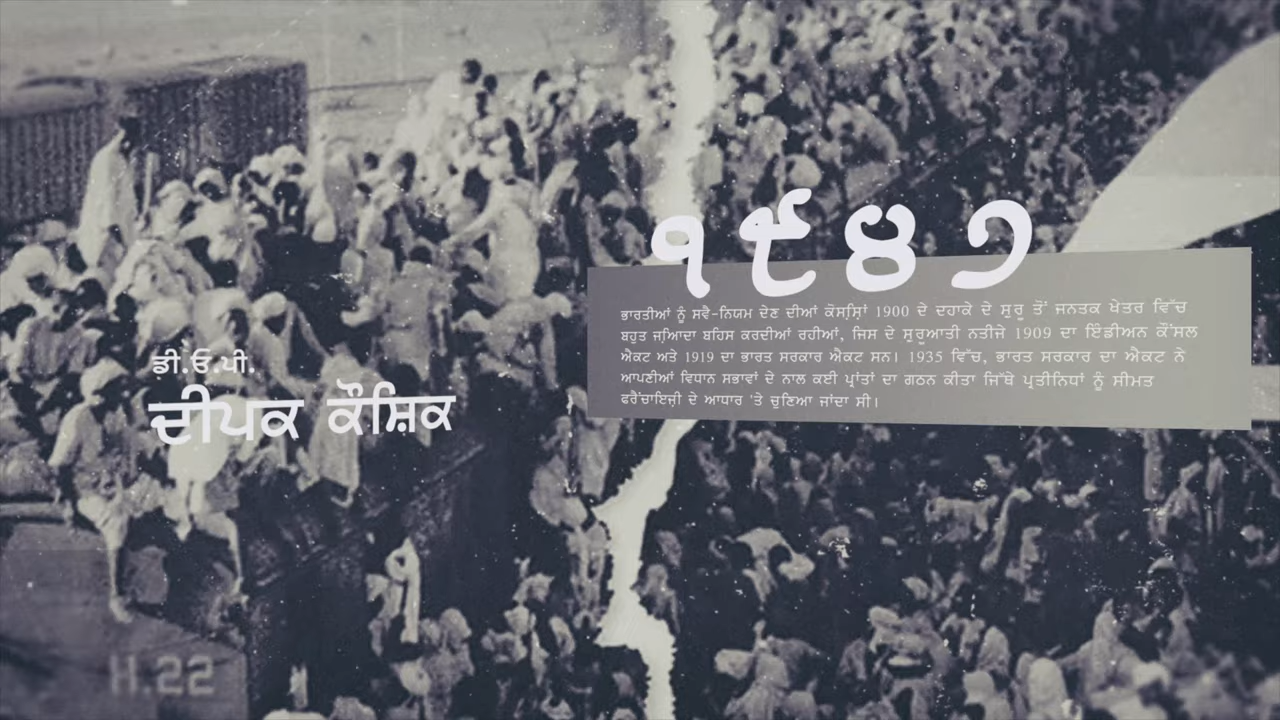 ੧੯੪੭
ਭਾਰਤੀਆਂ ਨੂੰ ਸਵੈ-ਨਿਯਮ ਦੇਣ ਦੀਆਂ ਕੋਸ਼ਿਸ਼ਾਂ 1900 ਦੇ ਦਹਾਕੇ ਦੇ ਸ਼ੁਰੂ ਤੋਂ ਜਨਤਕ ਖੇਤਰ ਵਿੱਚ
ਬਹੁਤ ਜ਼ਿਆਦਾ ਬਹਿਸ ਕਰਦੀਆਂ ਰਹੀਆਂ, ਜਿਸ ਦੇ ਸ਼ੁਰੂਆਤੀ ਨਤੀਜੇ 1909 ਦਾ ਇੰਡੀਅਨ ਕੌਂਸਲ
ਐਕਟ ਅਤੇ 1919 ਦਾ ਭਾਰਤ ਸਰਕਾਰ ਐਕਟ ਸਨ। 1935 ਵਿੱਚ, ਭਾਰਤ ਸਰਕਾਰ ਦਾ ਐਕਟ ਨੇ
ਆਪਣੀਆਂ ਵਿਧਾਨ ਸਭਾਵਾਂ ਦੇ ਨਾਲ ਕਈ ਪ੍ਰਾਂਤਾਂ ਦਾ ਗਠਨ ਕੀਤਾ ਜਿੱਥੇ ਪ੍ਰਤੀਨਿਧਾਂ ਨੂੰ ਸੀਮਤ
ਫਰੈਂਚਾਇਜ਼ੀ ਦੇ ਆਧਾਰ 'ਤੇ ਚੁਣਿਆ ਜਾਂਦਾ ਸੀ।
ਡੀ.ਓ.ਪੀ.
ਦੀਪਕ ਕੌਸ਼ਿਕ
H.22